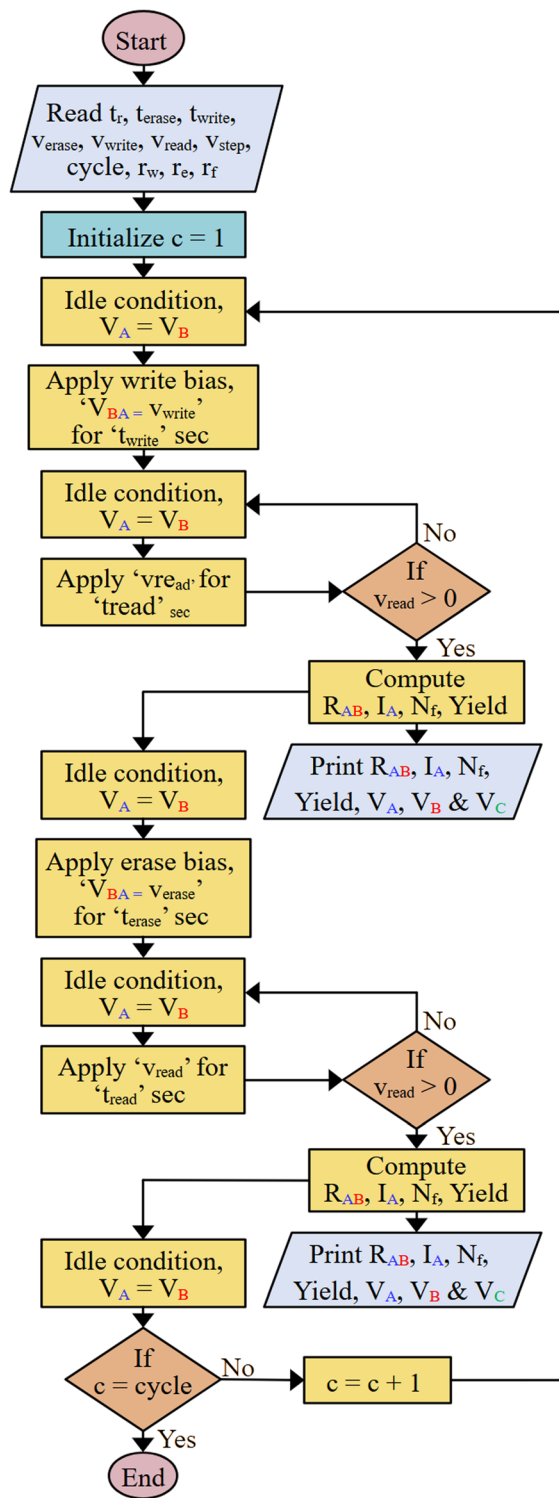 Start
Read tr, terase, twrite,
verase, vwrite, vread, vstep,
cycle, rw, re, rf
Initialize c = 1
Idle condition,
VA = VB
Apply write bias,
‘VBA = vwrite’
for ‘twrite’ sec
Idle condition,
VA = VB
No
Apply ‘vread’ for
‘tread’ sec
If
vread > 0
Yes
Compute
RAB, IA, Nf, Yield
Print RAB, IA, Nf,
Yield, VA, VB & VC
Idle condition,
VA = VB
Apply erase bias,
‘VBA = verase’
for ‘terase’ sec
Idle condition,
VA = VB
No
Apply ‘vread’ for
‘tread’ sec
If
vread > 0
Yes
Compute
RAB, IA, Nf, Yield
Print RAB, IA, Nf,
Yield, VA, VB & VC
Idle condition,
VA = VB
If
c = cycle
No
c = c + 1
Yes
End